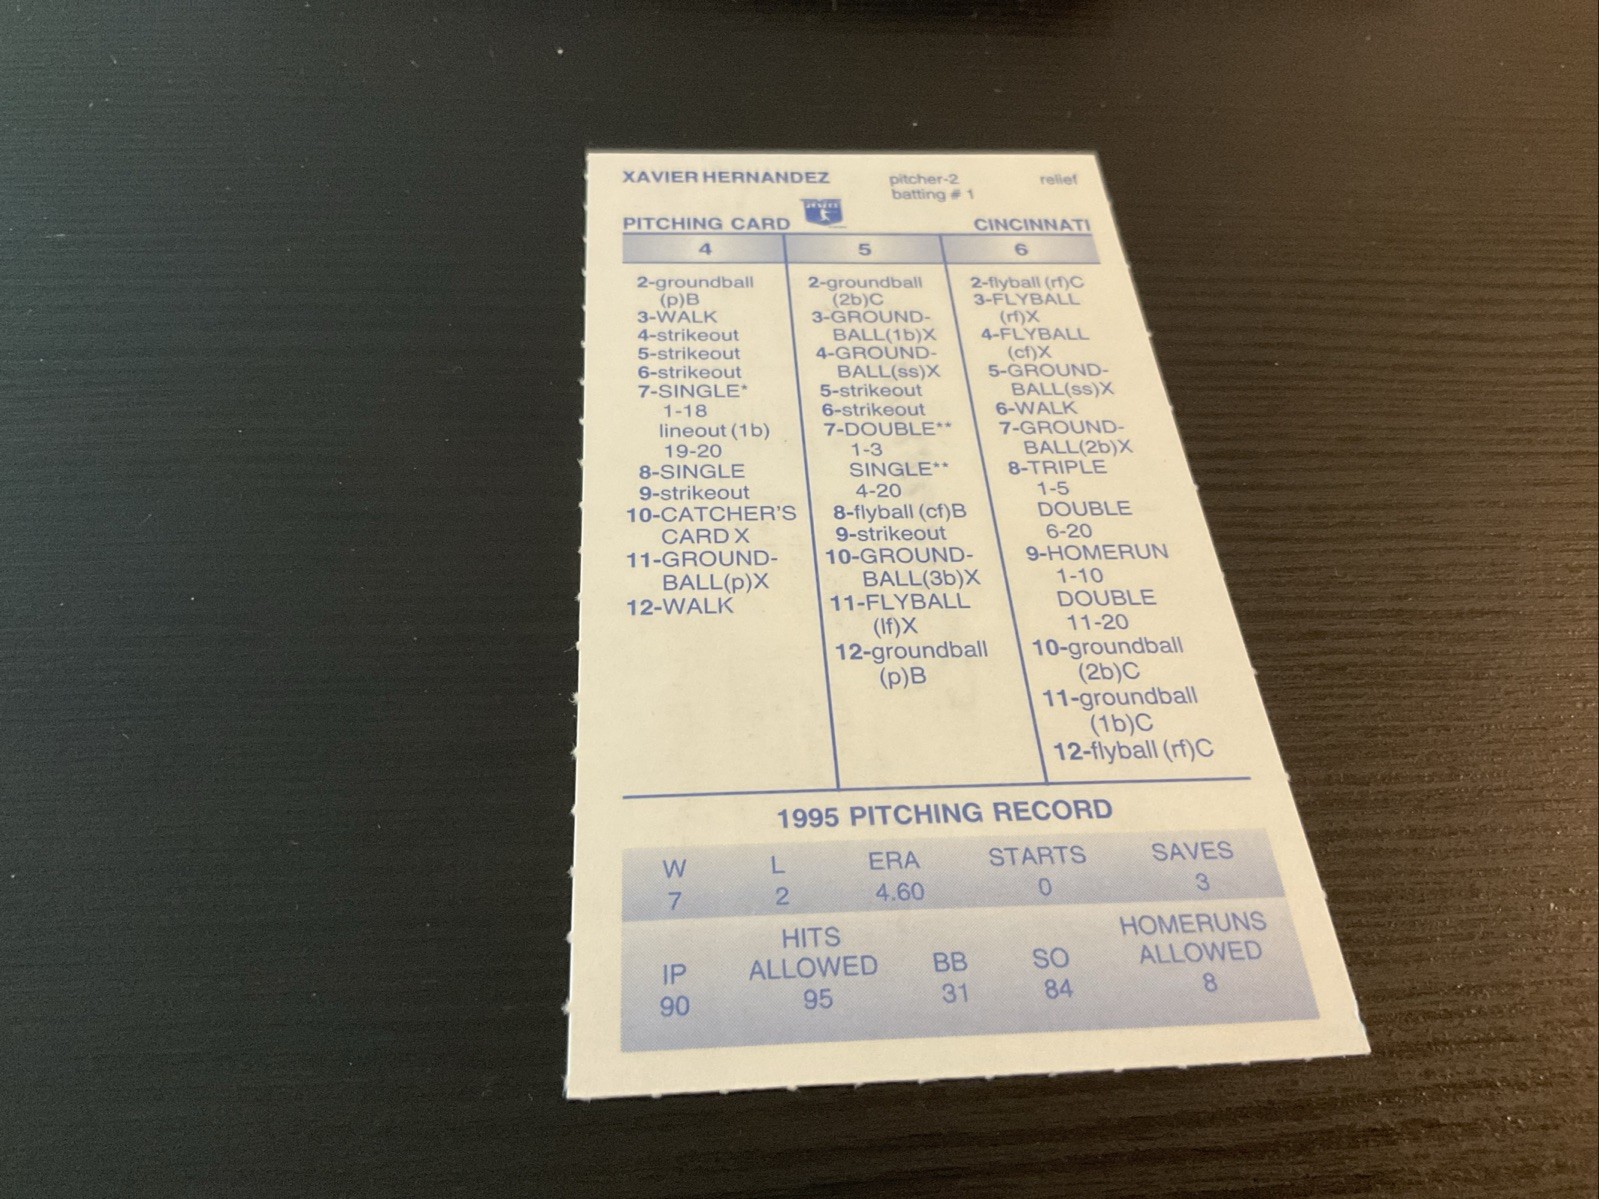 XAVIER HERNANDEZ pitcher-2 relief
batting # 1
PITCHING CARD CINCINNATI
4 5 6
2-groundball
(p)B
3-WALK
4-strikeout
5-strikeout
6-strikeout
7-SINGLE*
1-18
lineout (1b)
19-20
8-SINGLE
9-strikeout
10-CATCHER'S
CARD X
11-GROUND-
BALL(p)X
12-WALK
2-groundball
(2b)C
3-GROUND-
BALL(1b)X
4-GROUND-
BALL(ss)X
5-strikeout
6-strikeout
7-DOUBLE**
1-3
SINGLE**
4-20
8-flyball (cf)B
9-strikeout
10-GROUND-
BALL(3b)X
11-FLYBALL
(lf)X
12-groundball
(p)B
2-flyball (rf)C
3-FLYBALL
(rf)X
4-FLYBALL
(cf)X
5-GROUND-
BALL(ss)X
6-WALK
7-GROUND-
BALL(2b)X
8-TRIPLE
1-5
DOUBLE
6-20
9-HOMERUN
1-10
DOUBLE
11-20
10-groundball
(2b)C
11-groundball
(1b)C
12-flyball (rf)C
1995 PITCHING RECORD
W L ERA STARTS SAVES
7 2 4.60 0 3
IP HITS ALLOWED BB SO HOMERUNS ALLOWED
90 95 31 84 8